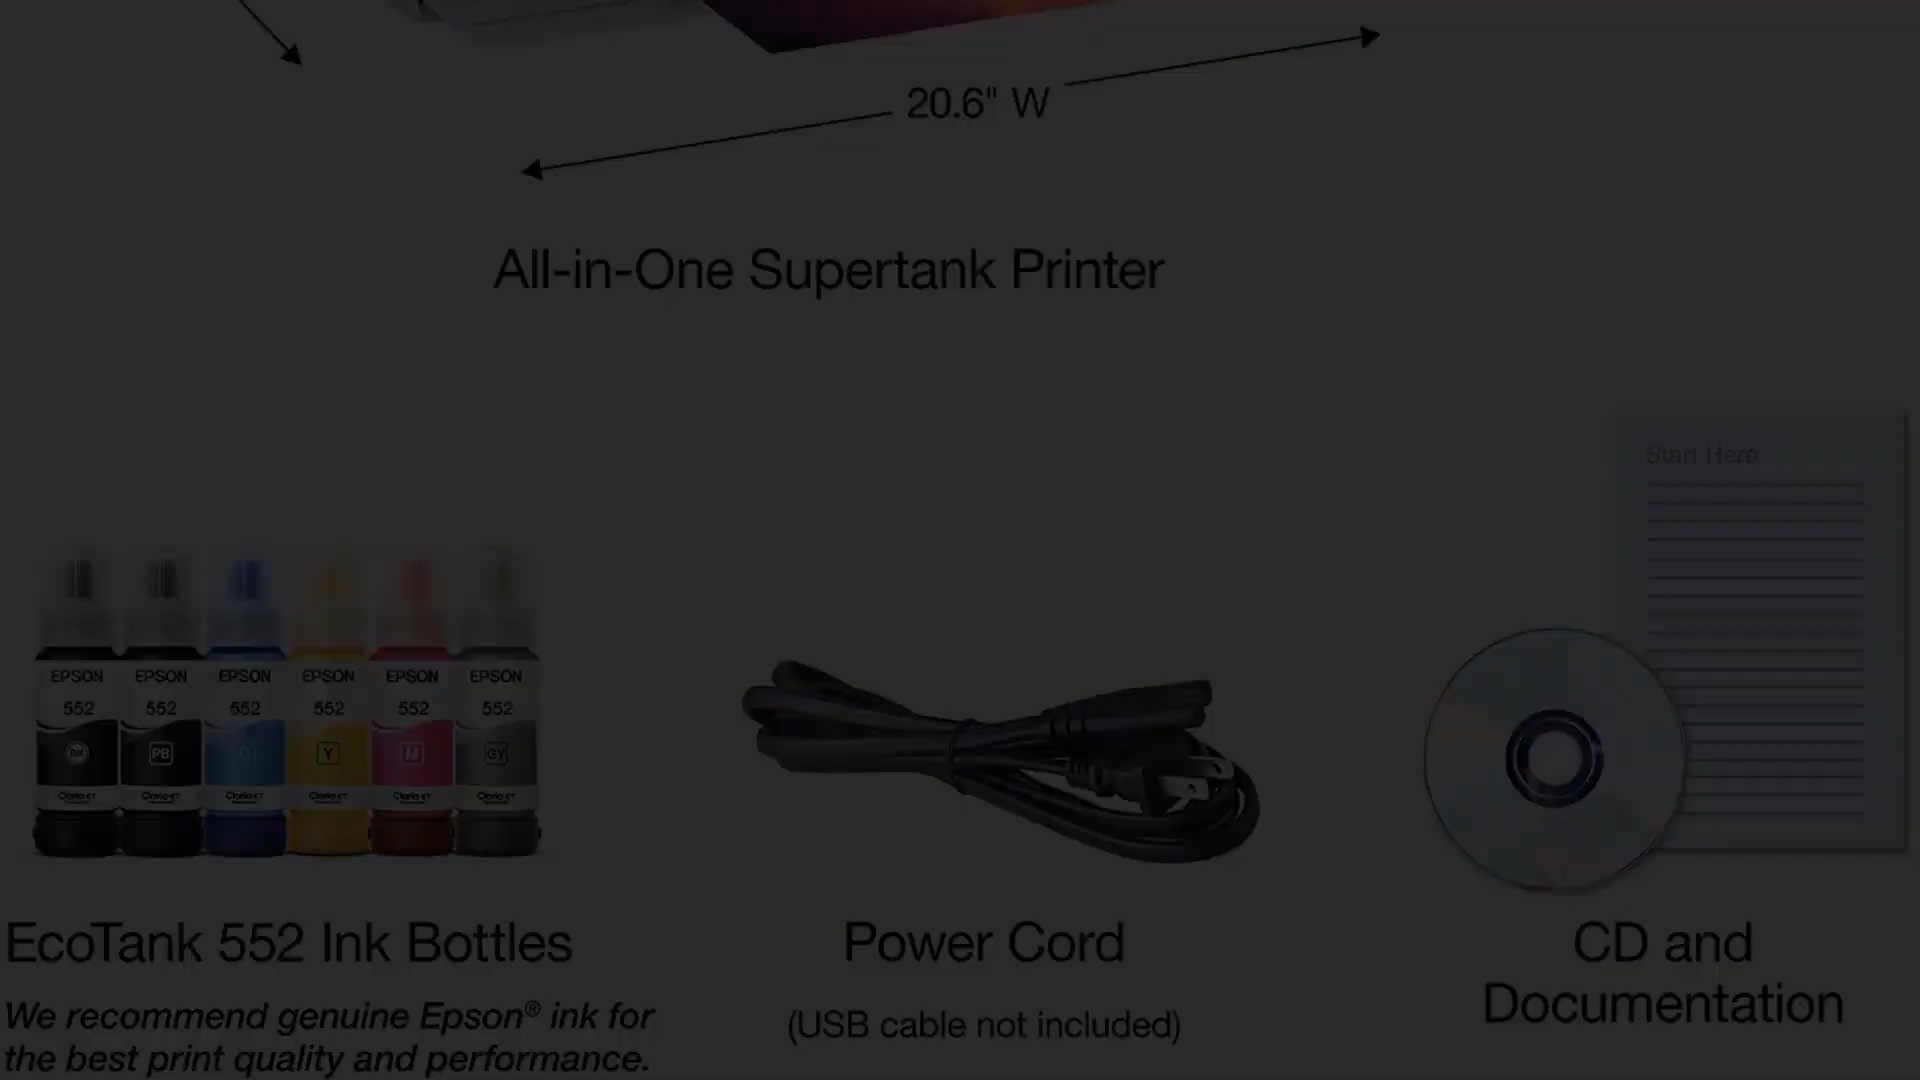 20.6" W
All-in-One Supertank Printer
Start Here
EPSON EPSON EPSON EPSON EPSON EPSON
552 552 552 552 552 552
PB Y M GY
EcoTank 552 Ink Bottles
We recommend genuine Epson® ink for
the best print quality and performance.
Power Cord
(USB cable not included)
CD and
Documentation